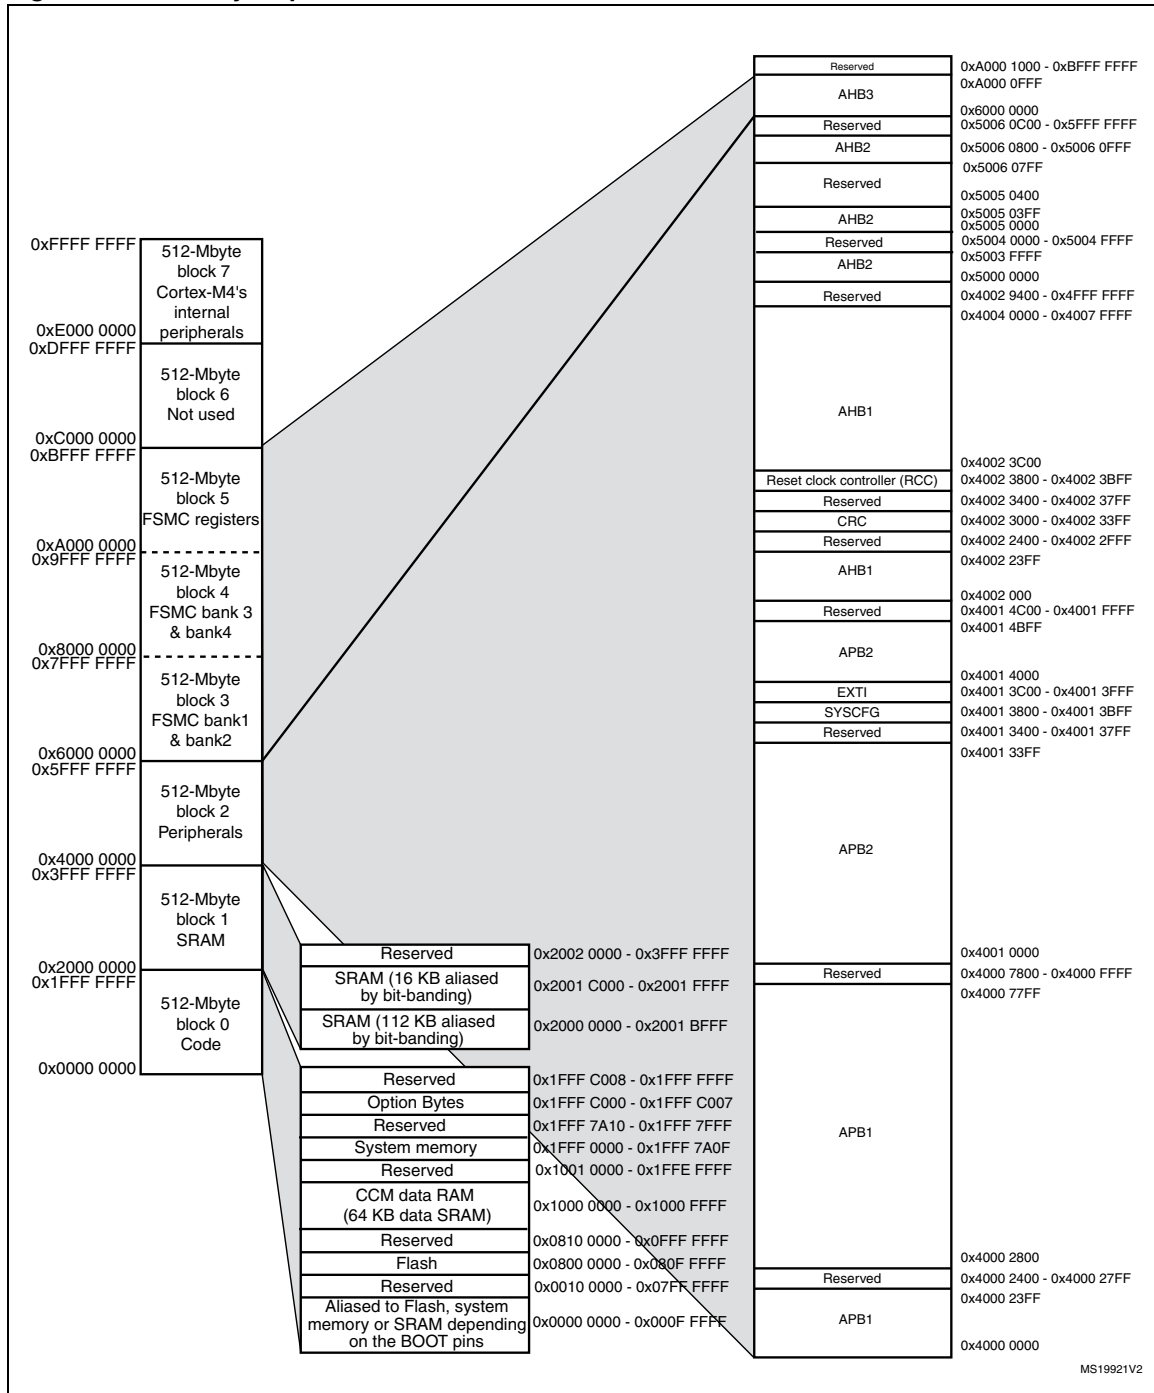 0xFFFF FFFF
512-Mbyte
block 7
Cortex-M4's
internal
peripherals
0xE000 0000
0xDFFF FFFF
512-Mbyte
block 6
Not used
0xC000 0000
0xBFFF FFFF
512-Mbyte
block 5
FSMC registers
0xA000 0000
0x9FFF FFFF
512-Mbyte
block 4
FSMC bank 3
& bank4
0x8000 0000
0x7FFF FFFF
512-Mbyte
block 3
FSMC bank1
& bank2
0x6000 0000
0x5FFF FFFF
512-Mbyte
block 2
Peripherals
0x4000 0000
0x3FFF FFFF
512-Mbyte
block 1
SRAM
0x2000 0000
0x1FFF FFFF
512-Mbyte
block 0
Code
0x0000 0000
Reserved 0x2002 0000 - 0x3FFF FFFF
SRAM (16 KB aliased
by bit-banding)
0x2001 C000 - 0x2001 FFFF
SRAM (112 KB aliased
by bit-banding)
0x2000 0000 - 0x2001 BFFF
Reserved 0x1FFF C008 - 0x1FFF FFFF
Option Bytes 0x1FFF C000 - 0x1FFF C007
Reserved 0x1FFF 7A10 - 0x1FFF 7FFF
System memory 0x1FFF 0000 - 0x1FFF 7A0F
Reserved 0x1001 0000 - 0x1FFE FFFF
CCM data RAM
(64 KB data SRAM)
0x1000 0000 - 0x1000 FFFF
Reserved 0x0810 0000 - 0x0FFF FFFF
Flash 0x0800 0000 - 0x080F FFFF
Reserved 0x0010 0000 - 0x07FF FFFF
Aliased to Flash, system
memory or SRAM depending
on the BOOT pins
0x0000 0000 - 0x000F FFFF
Reserved 0xA000 1000 - 0xBFFF FFFF
0xA000 0FFF
AHB3
0x6000 0000
Reserved 0x5006 0C00 - 0x5FFF FFFF
AHB2 0x5006 0800 - 0x5006 0FFF
0x5006 07FF
Reserved
0x5005 0400
0x5005 03FF
AHB2
0x5005 0000
Reserved 0x5004 0000 - 0x5004 FFFF
0x5003 FFFF
AHB2
0x5000 0000
Reserved 0x4002 9400 - 0x4FFF FFFF
0x4004 0000 - 0x4007 FFFF
AHB1
0x4002 3C00
Reset clock controller (RCC) 0x4002 3800 - 0x4002 3BFF
Reserved 0x4002 3400 - 0x4002 37FF
CRC 0x4002 3000 - 0x4002 33FF
Reserved 0x4002 2400 - 0x4002 2FFF
0x4002 23FF
AHB1
0x4002 000
Reserved 0x4001 4C00 - 0x4001 FFFF
0x4001 4BFF
APB2
0x4001 4000
EXTI 0x4001 3C00 - 0x4001 3FFF
SYSCFG 0x4001 3800 - 0x4001 3BFF
Reserved 0x4001 3400 - 0x4001 37FF
0x4001 33FF
APB2
0x4001 0000
Reserved 0x4000 7800 - 0x4000 FFFF
0x4000 77FF
APB1
0x4000 2800
Reserved 0x4000 2400 - 0x4000 27FF
0x4000 23FF
APB1
0x4000 0000
MS19921V2